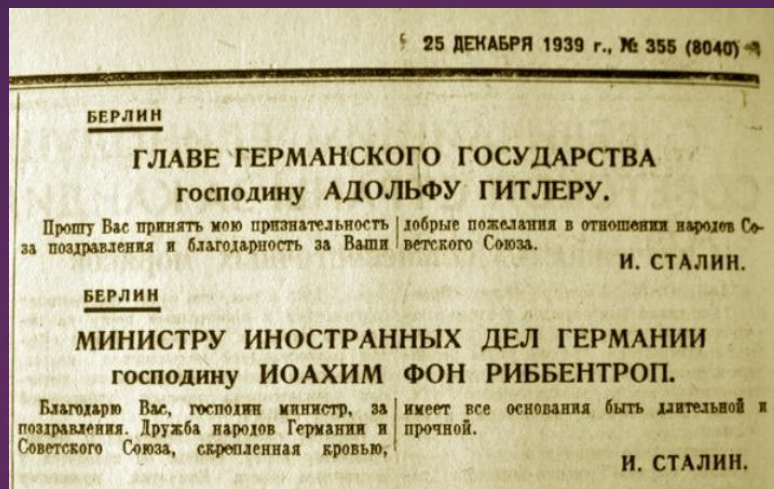 25 ДЕКАБРЯ 1939 г., № 355 (8040)
БЕРЛИН
ГЛАВЕ ГЕРМАНСКОГО ГОСУДАРСТВА
господину АДОЛЬФУ ГИТЛЕРУ.
Прошу Вас принять мою признательность
за поздравления и благодарность за Ваши
добрые пожелания в отношении народов Со-
ветского Союза.
И. СТАЛИН.
БЕРЛИН
МИНИСТРУ ИНОСТРАННЫХ ДЕЛ ГЕРМАНИИ
господину ИОАХИМ ФОН РИББЕНТРОП.
Благодарю Вас, господин министр, за
поздравления. Дружба народов Германии и
Советского Союза, скрепленная кровью,
имеет все основания быть длительной и
прочной.
И. СТАЛИН.